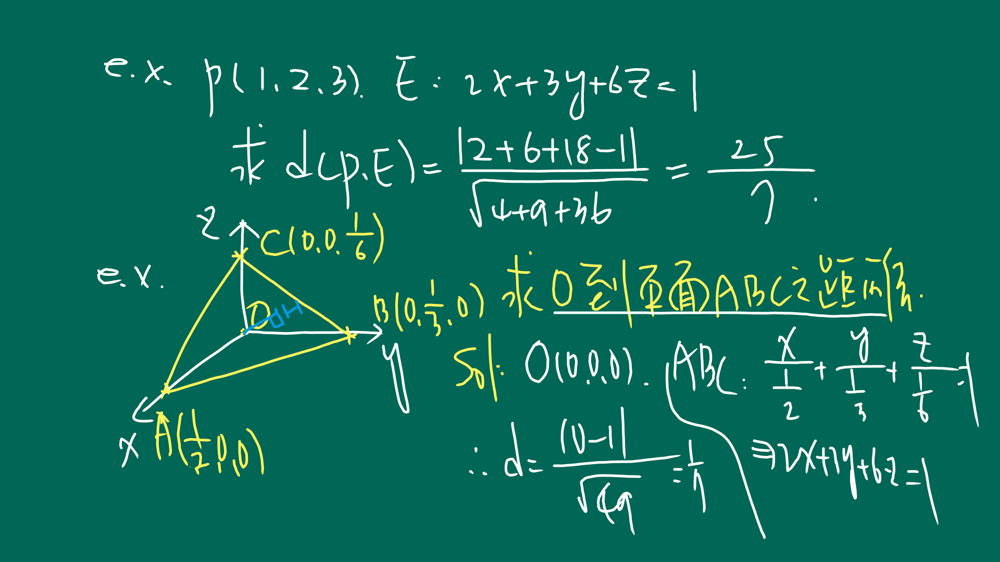 e.x. P(1.2.3). E: 2x+3y+6z=1
求 d(p.E) = |2+6+18-1| / √4+9+36 = 25/7.
e.x.
z
C(0.0.1/6)
O
d
H
B(0.1/3.0)
y
x
A(1/2.0.0)
求O至平面ABC之
Sol: O(0.0.0). ABC: x/(1/2) + y/(1/3) + z/(1/6) = 1
⇒ 2x+3y+6z=1
∴ d = |0-1| / √49 = 1/7